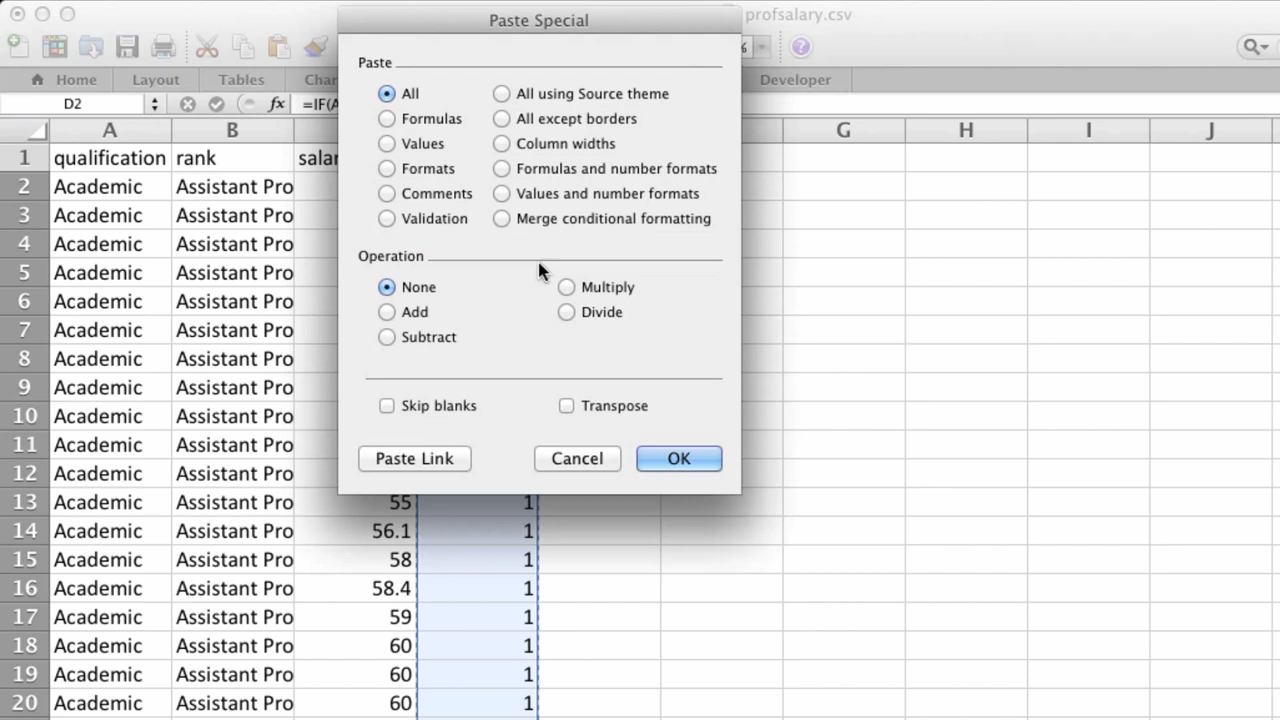 Paste Special
profsalary.csv
%
Home
Layout
Tables
Char
Developer
D2
fx
=IF(A
A
B
G
H
I
J
1 qualification rank salar
2 Academic Assistant Pro
3 Academic Assistant Pro
4 Academic Assistant Pro
5 Academic Assistant Pro
6 Academic Assistant Pro
7 Academic Assistant Pro
8 Academic Assistant Pro
9 Academic Assistant Pro
10 Academic Assistant Pro
11 Academic Assistant Pro
12 Academic Assistant Pro
13 Academic Assistant Pro 55 1
14 Academic Assistant Pro 56.1 1
15 Academic Assistant Pro 58 1
16 Academic Assistant Pro 58.4 1
17 Academic Assistant Pro 59 1
18 Academic Assistant Pro 60 1
19 Academic Assistant Pro 60 1
20 Academic Assistant Pro 60 1
Paste
All
All using Source theme
Formulas
All except borders
Values
Column widths
Formats
Formulas and number formats
Comments
Values and number formats
Validation
Merge conditional formatting
Operation
None
Multiply
Add
Divide
Subtract
Skip blanks
Transpose
Paste Link
Cancel
OK